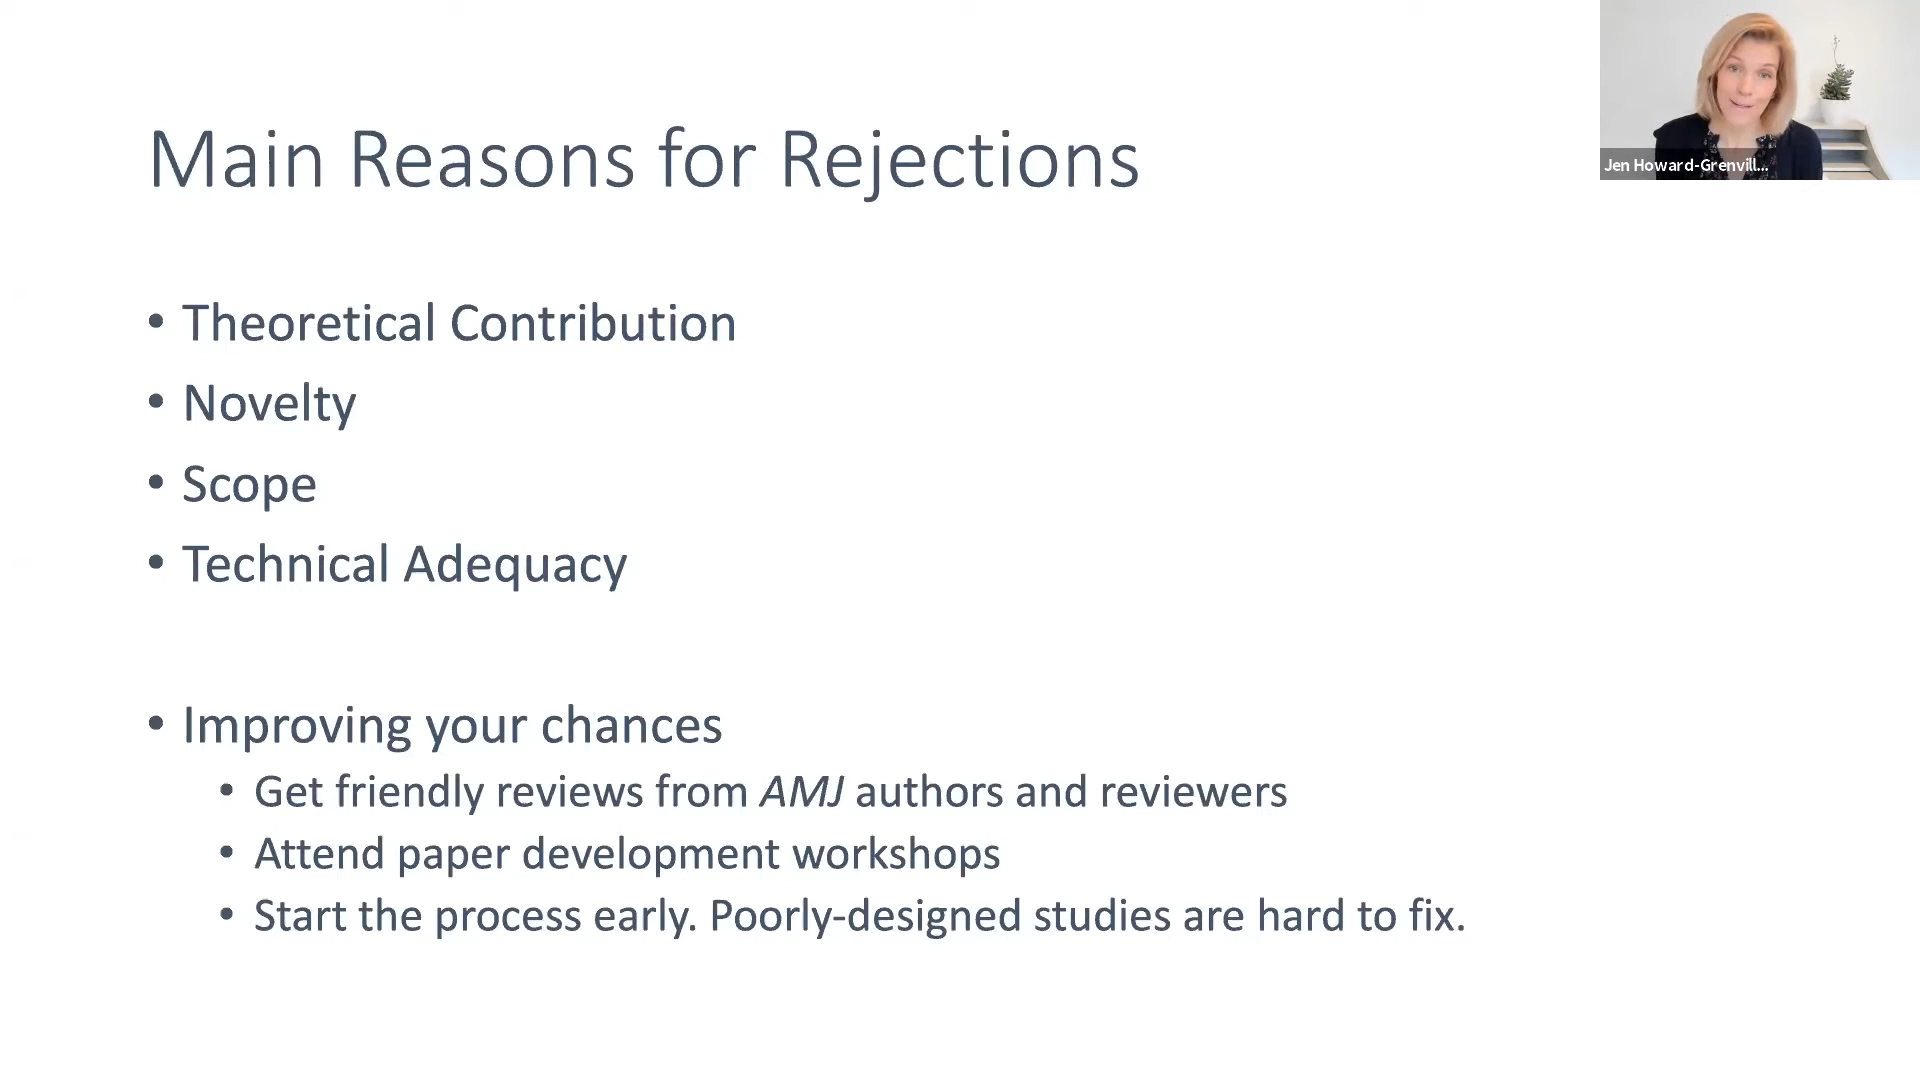 Main Reasons for Rejections
Jen Howard-Grenvill...
• Theoretical Contribution
• Novelty
• Scope
• Technical Adequacy
• Improving your chances
• Get friendly reviews from AMJ authors and reviewers
• Attend paper development workshops
• Start the process early. Poorly-designed studies are hard to fix.